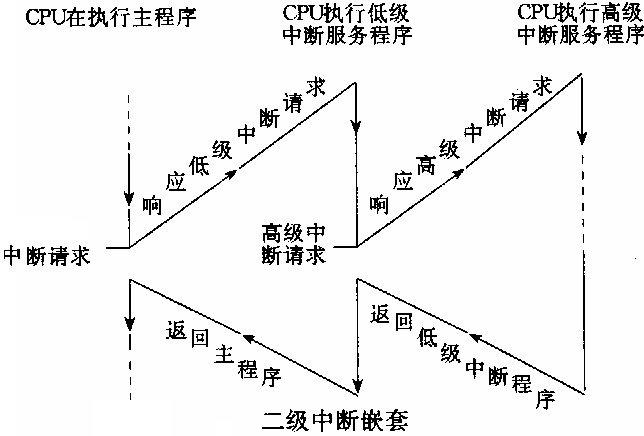 CPU在执行主程序
CPU执行低级
中断服务程序
CPU执行高级
中断服务程序
响应低级中断请求
响应高级中断请求
中断请求
高级中
断请求
返回主程序
返回低级中断程序
二级中断嵌套